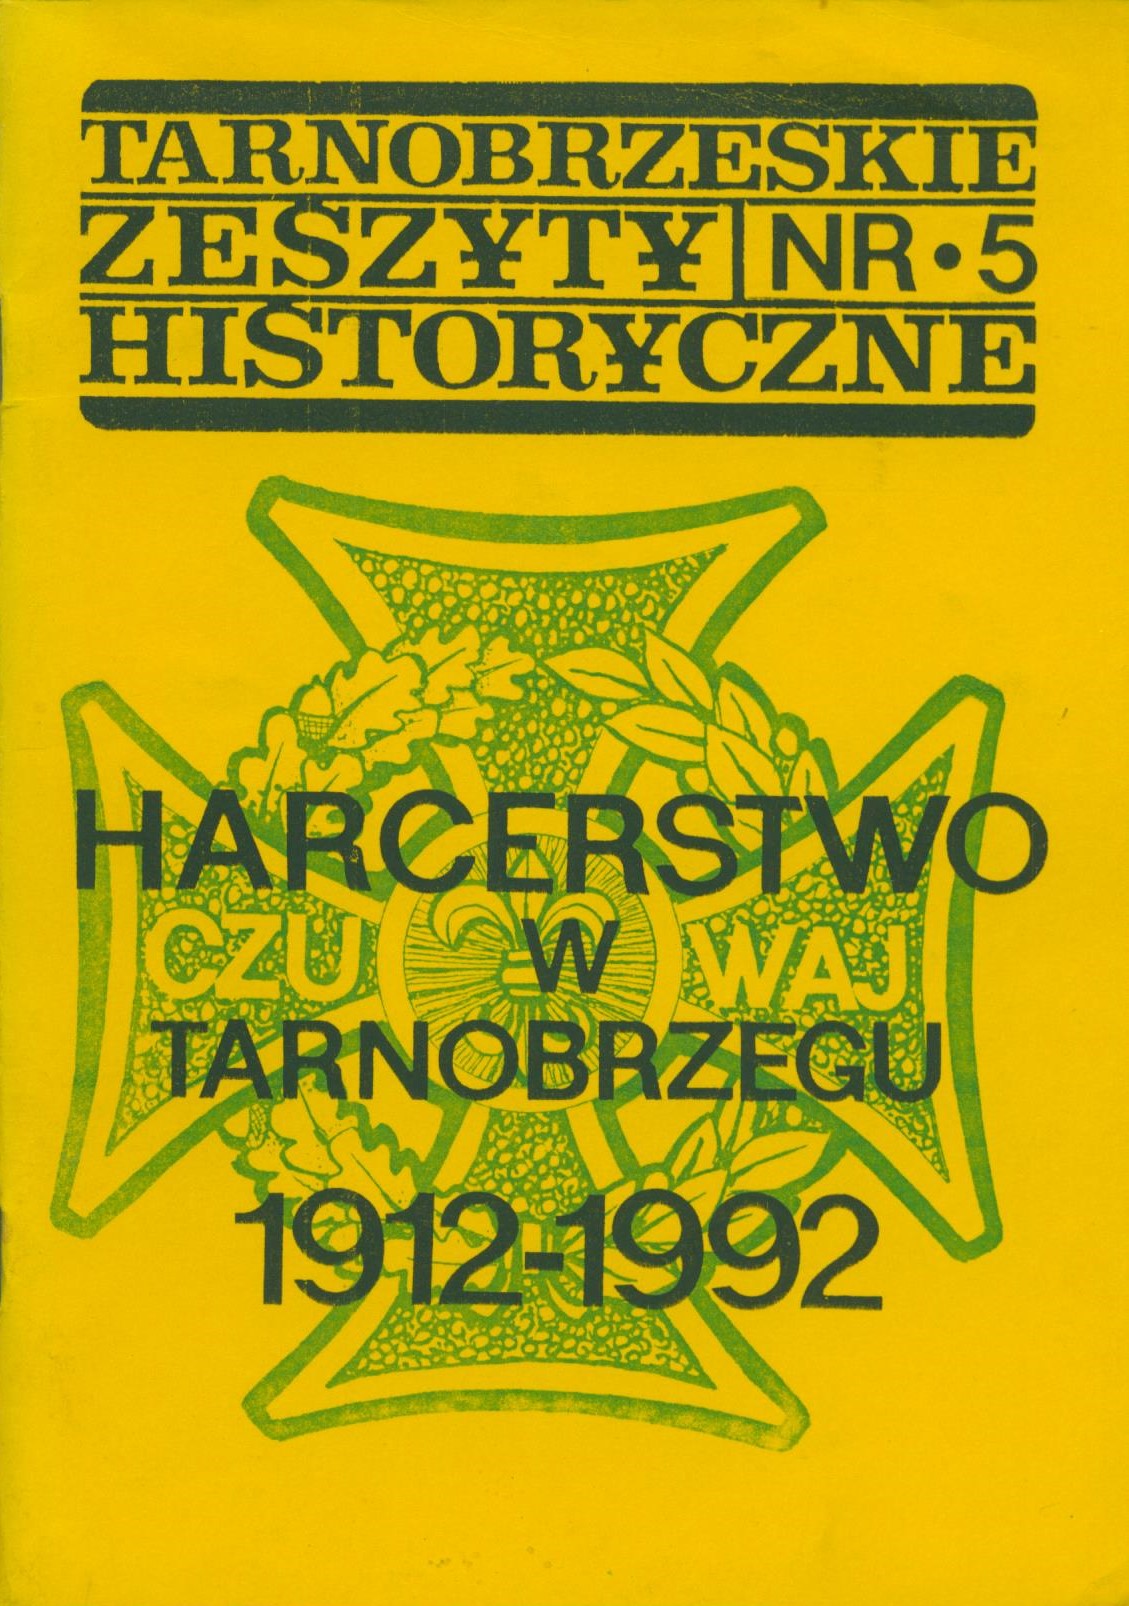 TARNOBRZESKIE
ZESZYTY NR • 5
HISTORYCZNE
HARCERSTWO
CZU W WAJ
TARNOBRZEGU
1912-1992